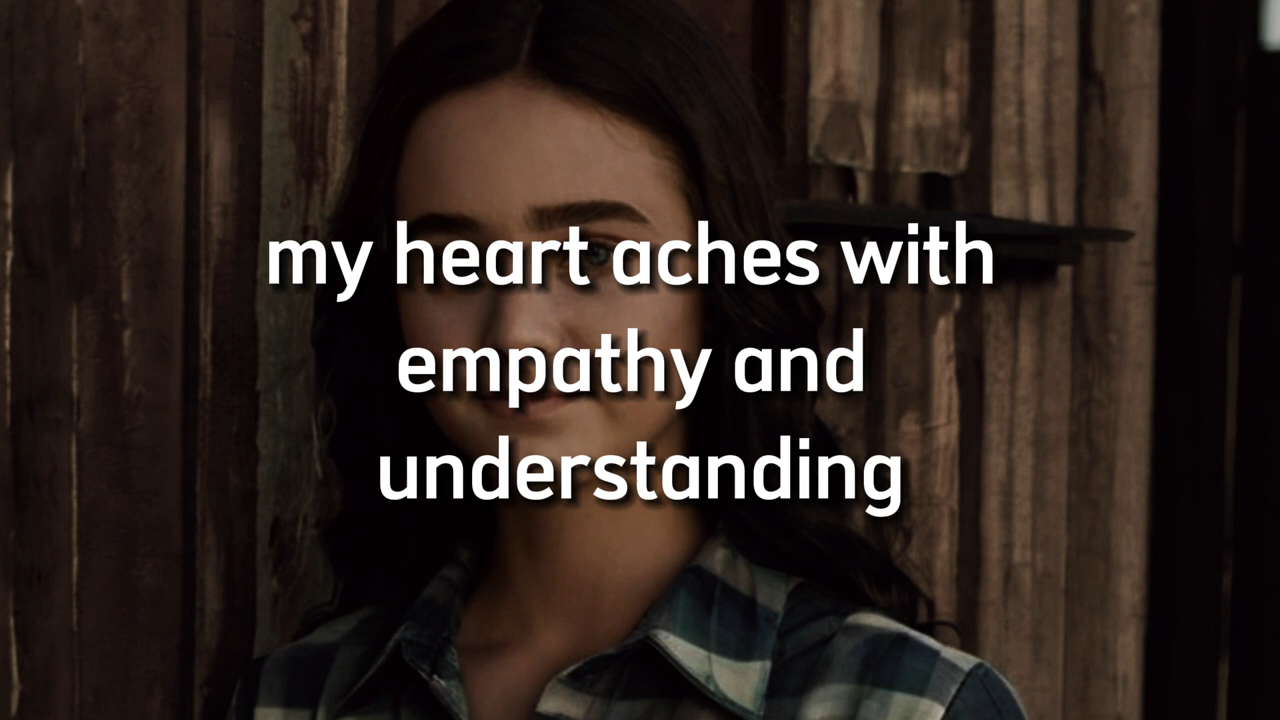 my heart aches with
empathy and
understanding